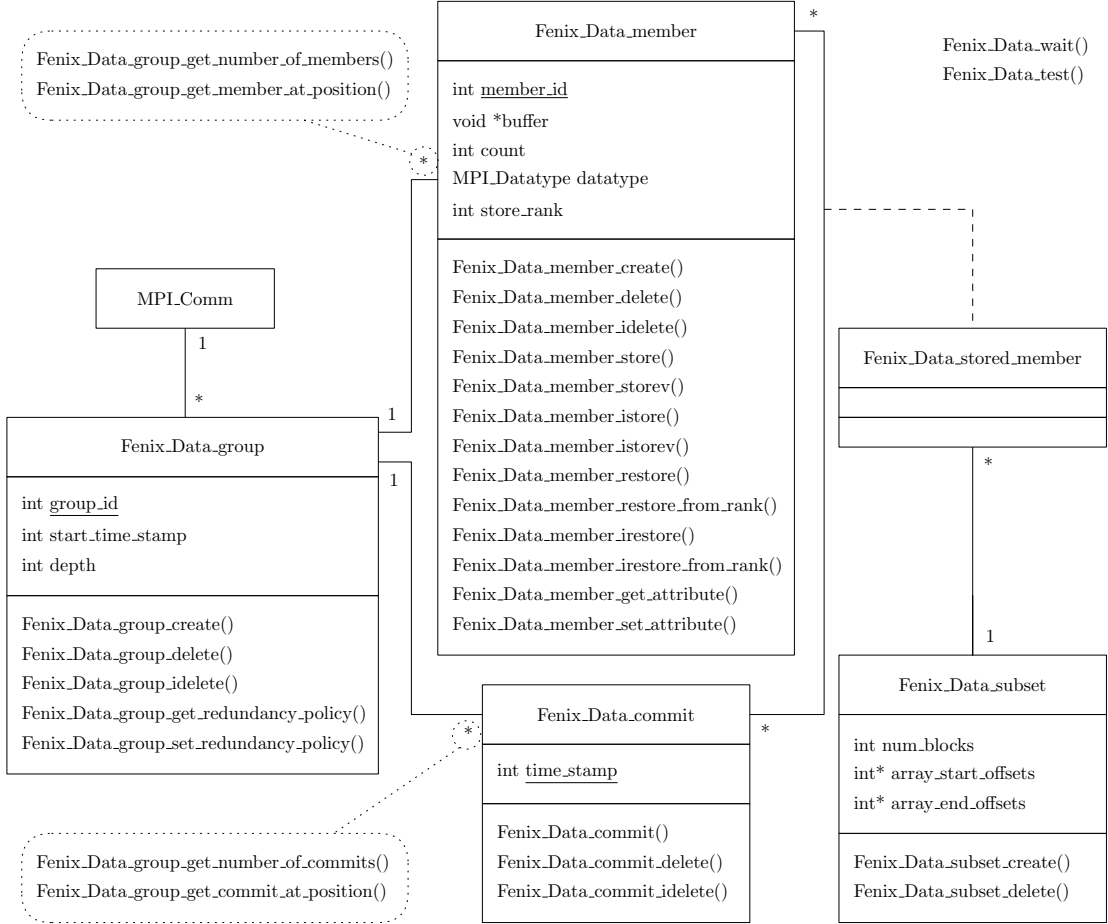 Fenix_Data_group_get_number_of_members()
Fenix_Data_group_get_member_at_position()
*
Fenix_Data_member
int member_id
void *buffer
int count
MPI_Datatype datatype
int store_rank
Fenix_Data_member_create()
Fenix_Data_member_delete()
Fenix_Data_member_idelete()
Fenix_Data_member_store()
Fenix_Data_member_storev()
Fenix_Data_member_istore()
Fenix_Data_member_istorev()
Fenix_Data_member_restore()
Fenix_Data_member_restore_from_rank()
Fenix_Data_member_irestore()
Fenix_Data_member_irestore_from_rank()
Fenix_Data_member_get_attribute()
Fenix_Data_member_set_attribute()
*
Fenix_Data_wait()
Fenix_Data_test()
MPI_Comm
1
*
Fenix_Data_group
int group_id
int start_time_stamp
int depth
Fenix_Data_group_create()
Fenix_Data_group_delete()
Fenix_Data_group_idelete()
Fenix_Data_group_get_redundancy_policy()
Fenix_Data_group_set_redundancy_policy()
1
1
Fenix_Data_stored_member
*
1
Fenix_Data_subset
int num_blocks
int* array_start_offsets
int* array_end_offsets
Fenix_Data_subset_create()
Fenix_Data_subset_delete()
*
Fenix_Data_commit
*
int time_stamp
Fenix_Data_commit()
Fenix_Data_commit_delete()
Fenix_Data_commit_idelete()
Fenix_Data_group_get_number_of_commits()
Fenix_Data_group_get_commit_at_position()